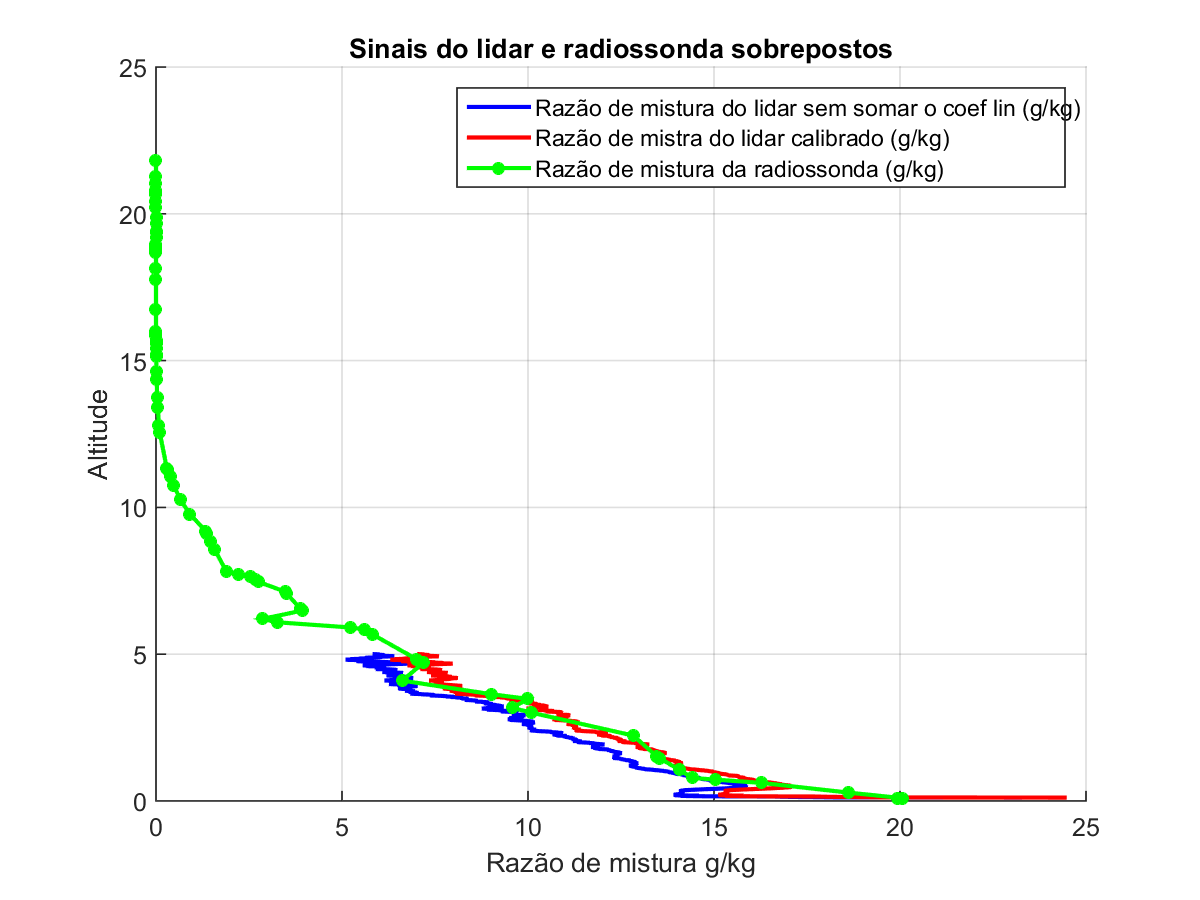 Sinais do lidar e radiossonda sobrepostos
25
Razão de mistura do lidar sem somar o coef lin (g/kg)
Razão de mistra do lidar calibrado (g/kg)
Razão de mistura da radiossonda (g/kg)
20
15
Altitude
10
5
0
0 5 10 15 20 25
Razão de mistura g/kg